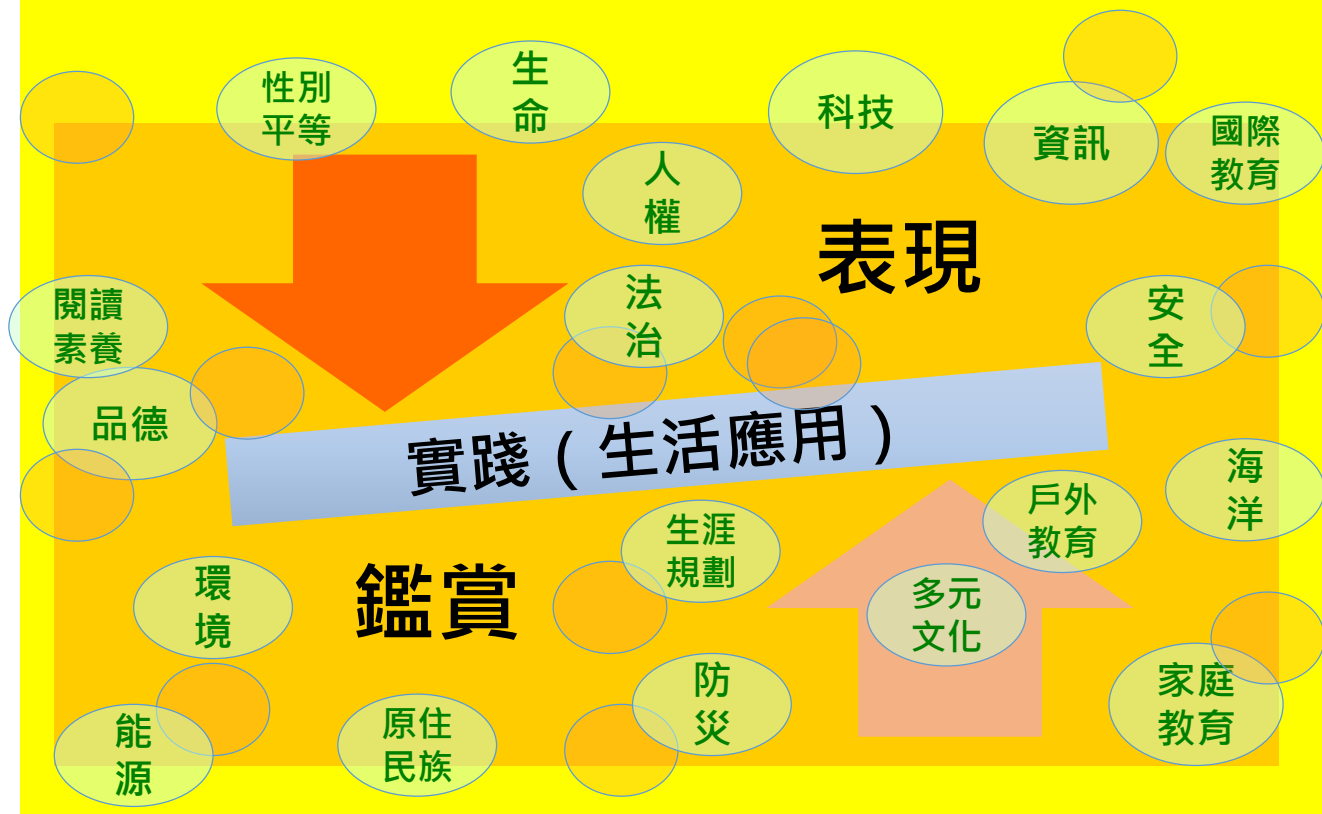 性別
平等
生
命
科技
資訊
國際
教育
人
權
表現
閱讀
素養
法
治
安
全
品德
實踐（生活應用）
海
洋
生涯
規劃
戶外
教育
環
境
鑑賞
多元
文化
能
源
原住
民族
防
災
家庭
教育